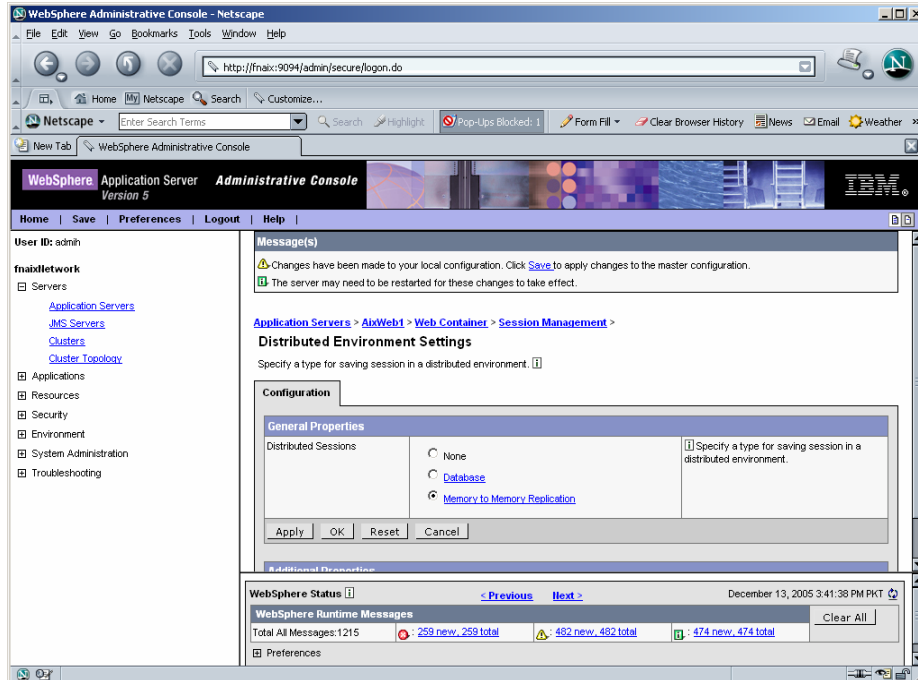 WebSphere Administrative Console - Netscape
File Edit View Go Bookmarks Tools Window Help
http://fnaix:9094/admin/secure/logon.do
Home My Netscape Search Customize...
Netscape Enter Search Terms Search Highlight Pop-Ups Blocked: 1 Form Fill Clear Browser History News Email Weather
New Tab WebSphere Administrative Console
WebSphere Application Server Administrative Console
Version 5
IBM.
Home | Save | Preferences | Logout | Help |
User ID: admih
fnaixNetwork
Servers
Application Servers
JMS Servers
Clusters
Cluster Topology
Applications
Resources
Security
Environment
System Administration
Troubleshooting
Message(s)
Changes have been made to your local configuration. Click Save to apply changes to the master configuration.
The server may need to be restarted for these changes to take effect.
Application Servers > AixWeb1 > Web Container > Session Management >
Distributed Environment Settings
Specify a type for saving session in a distributed environment.
Configuration
General Properties
Distributed Sessions
None
Database
Memory to Memory Replication
Specify a type for saving session in a
distributed environment.
Apply OK Reset Cancel
Additional Properties
WebSphere Status < Previous Next > December 13, 2005 3:41:38 PM PKT
WebSphere Runtime Messages
Clear All
Total All Messages:1215 : 259 new, 259 total : 482 new, 482 total : 474 new, 474 total
Preferences